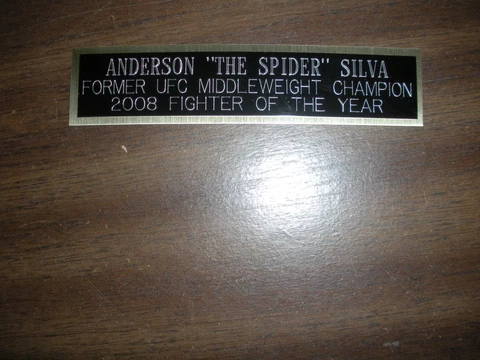 ANDERSON "THE SPIDER" SILVA
FORMER UFC MIDDLEWEIGHT CHAMPION
2008 FIGHTER OF THE YEAR